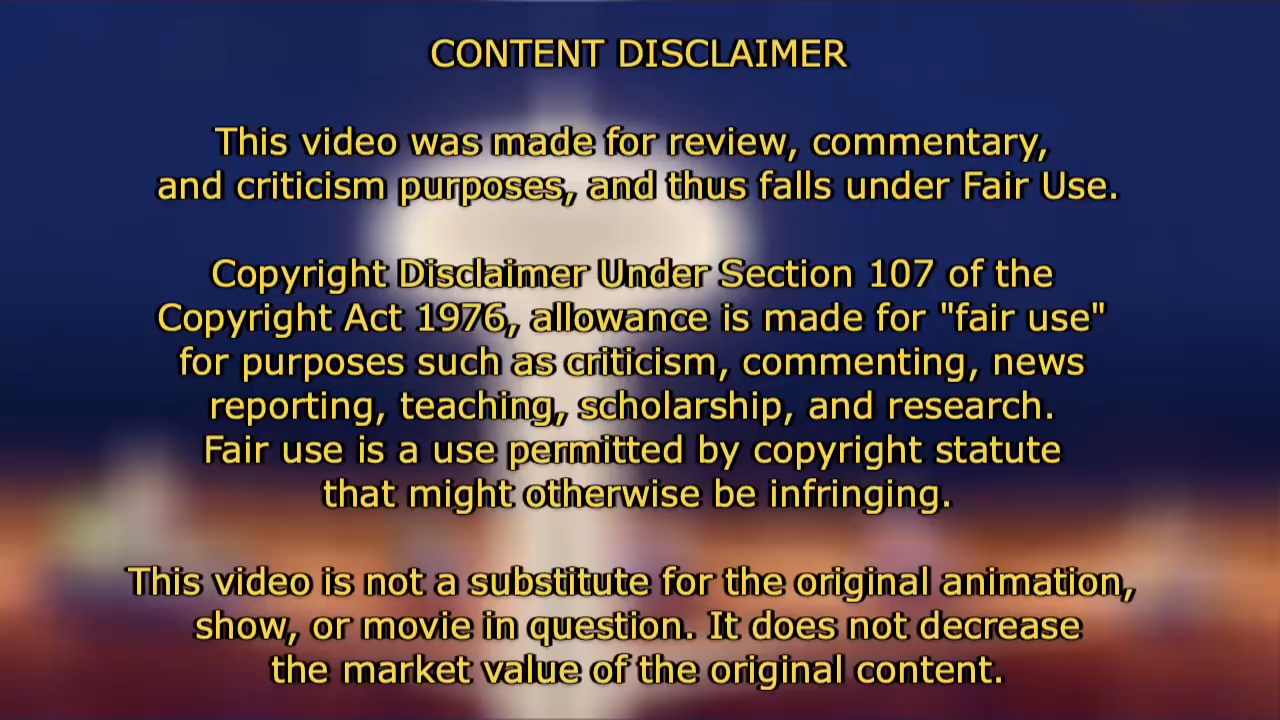 CONTENT DISCLAIMER
This video was made for review, commentary,
and criticism purposes, and thus falls under Fair Use.
Copyright Disclaimer Under Section 107 of the
Copyright Act 1976, allowance is made for "fair use"
for purposes such as criticism, commenting, news
reporting, teaching, scholarship, and research.
Fair use is a use permitted by copyright statute
that might otherwise be infringing.
This video is not a substitute for the original animation,
show, or movie in question. It does not decrease
the market value of the original content.